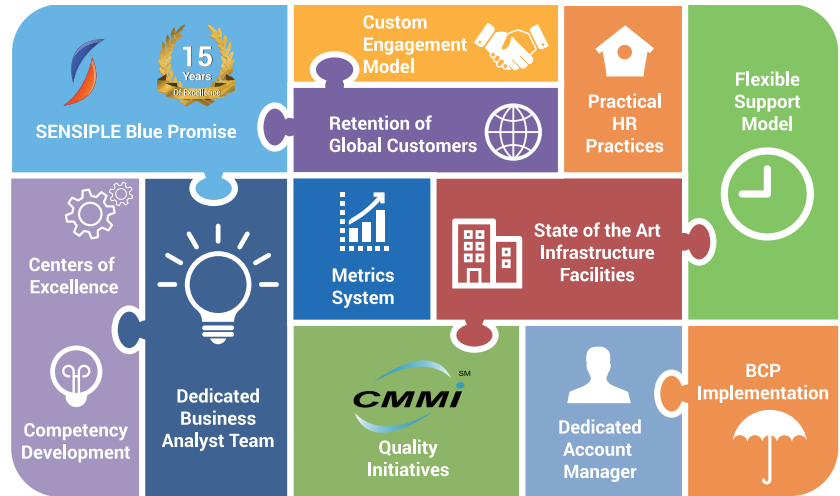 15
Years
Of Excellence
SENSIPLE Blue Promise
Custom
Engagement
Model
Retention of
Global Customers
Practical
HR
Practices
Flexible
Support
Model
Centers of
Excellence
Competency
Development
Dedicated
Business
Analyst Team
Metrics
System
State of the Art
Infrastructure
Facilities
SM
CMMi
Quality
Initiatives
Dedicated
Account
Manager
BCP
Implementation